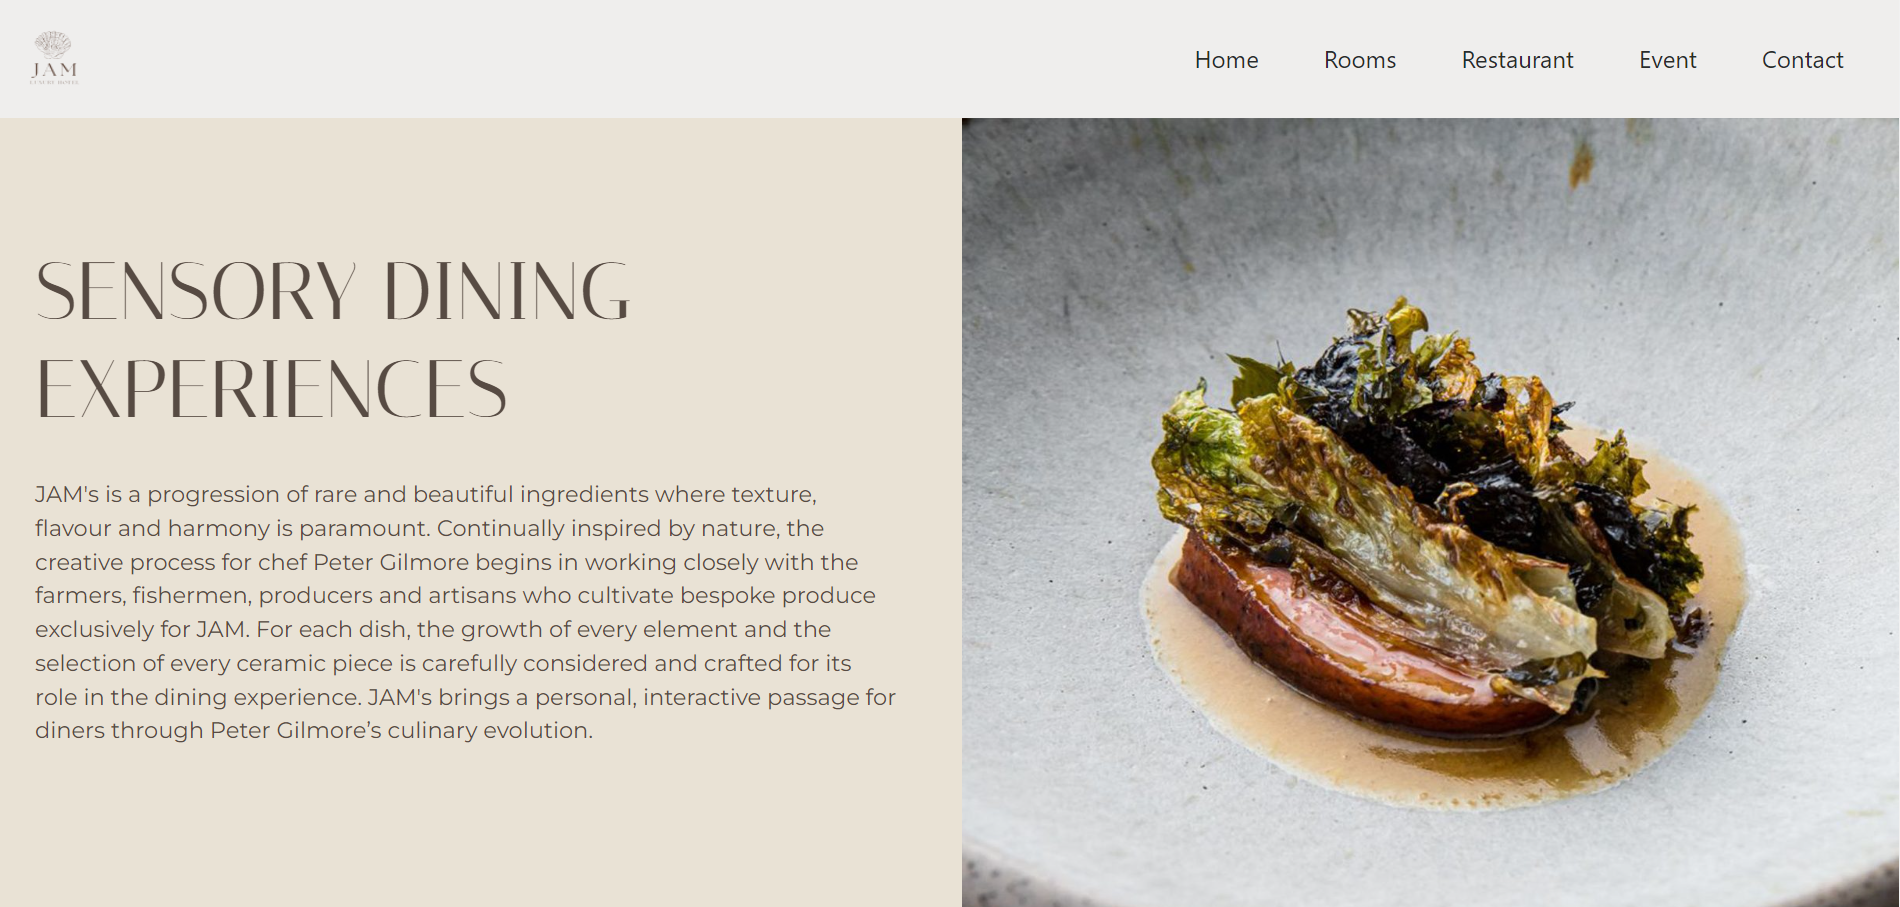 JAM
LUXURY HOTEL
Home
Rooms
Restaurant
Event
Contact
SENSORY DINING
EXPERIENCES
JAM's is a progression of rare and beautiful ingredients where texture,
flavour and harmony is paramount. Continually inspired by nature, the
creative process for chef Peter Gilmore begins in working closely with the
farmers, fishermen, producers and artisans who cultivate bespoke produce
exclusively for JAM. For each dish, the growth of every element and the
selection of every ceramic piece is carefully considered and crafted for its
role in the dining experience. JAM's brings a personal, interactive passage for
diners through Peter Gilmore’s culinary evolution.